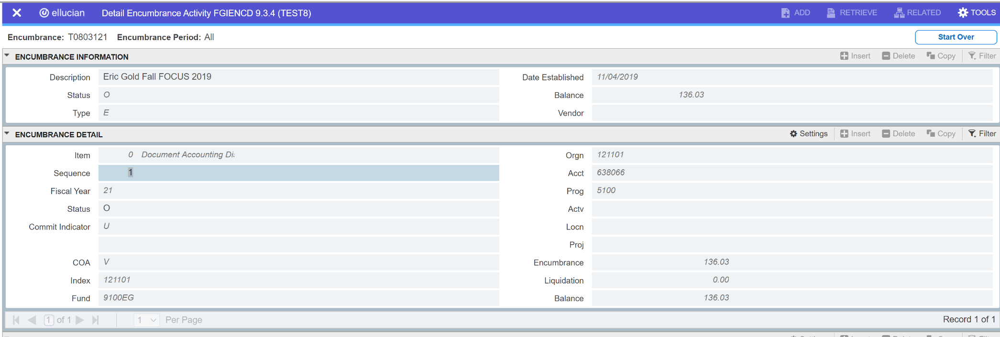 ellucian Detail Encumbrance Activity FGIENCD 9.3.4 (TEST8) ADD RETRIEVE RELATED TOOLS
Encumbrance: T0803121 Encumbrance Period: All Start Over
ENCUMBRANCE INFORMATION Insert Delete Copy Filter
Description Eric Gold Fall FOCUS 2019 Date Established 11/04/2019
Status O Balance 136.03
Type E Vendor
ENCUMBRANCE DETAIL Settings Insert Delete Copy Filter
Item 0 Document Accounting Di Orgn 121101
Sequence 1 Acct 638066
Fiscal Year 21 Prog 5100
Status O Actv
Commit Indicator U Locn
Proj
COA V Encumbrance 136.03
Index 121101 Liquidation 0.00
Fund 9100EG Balance 136.03
1 of 1 1 Per Page Record 1 of 1